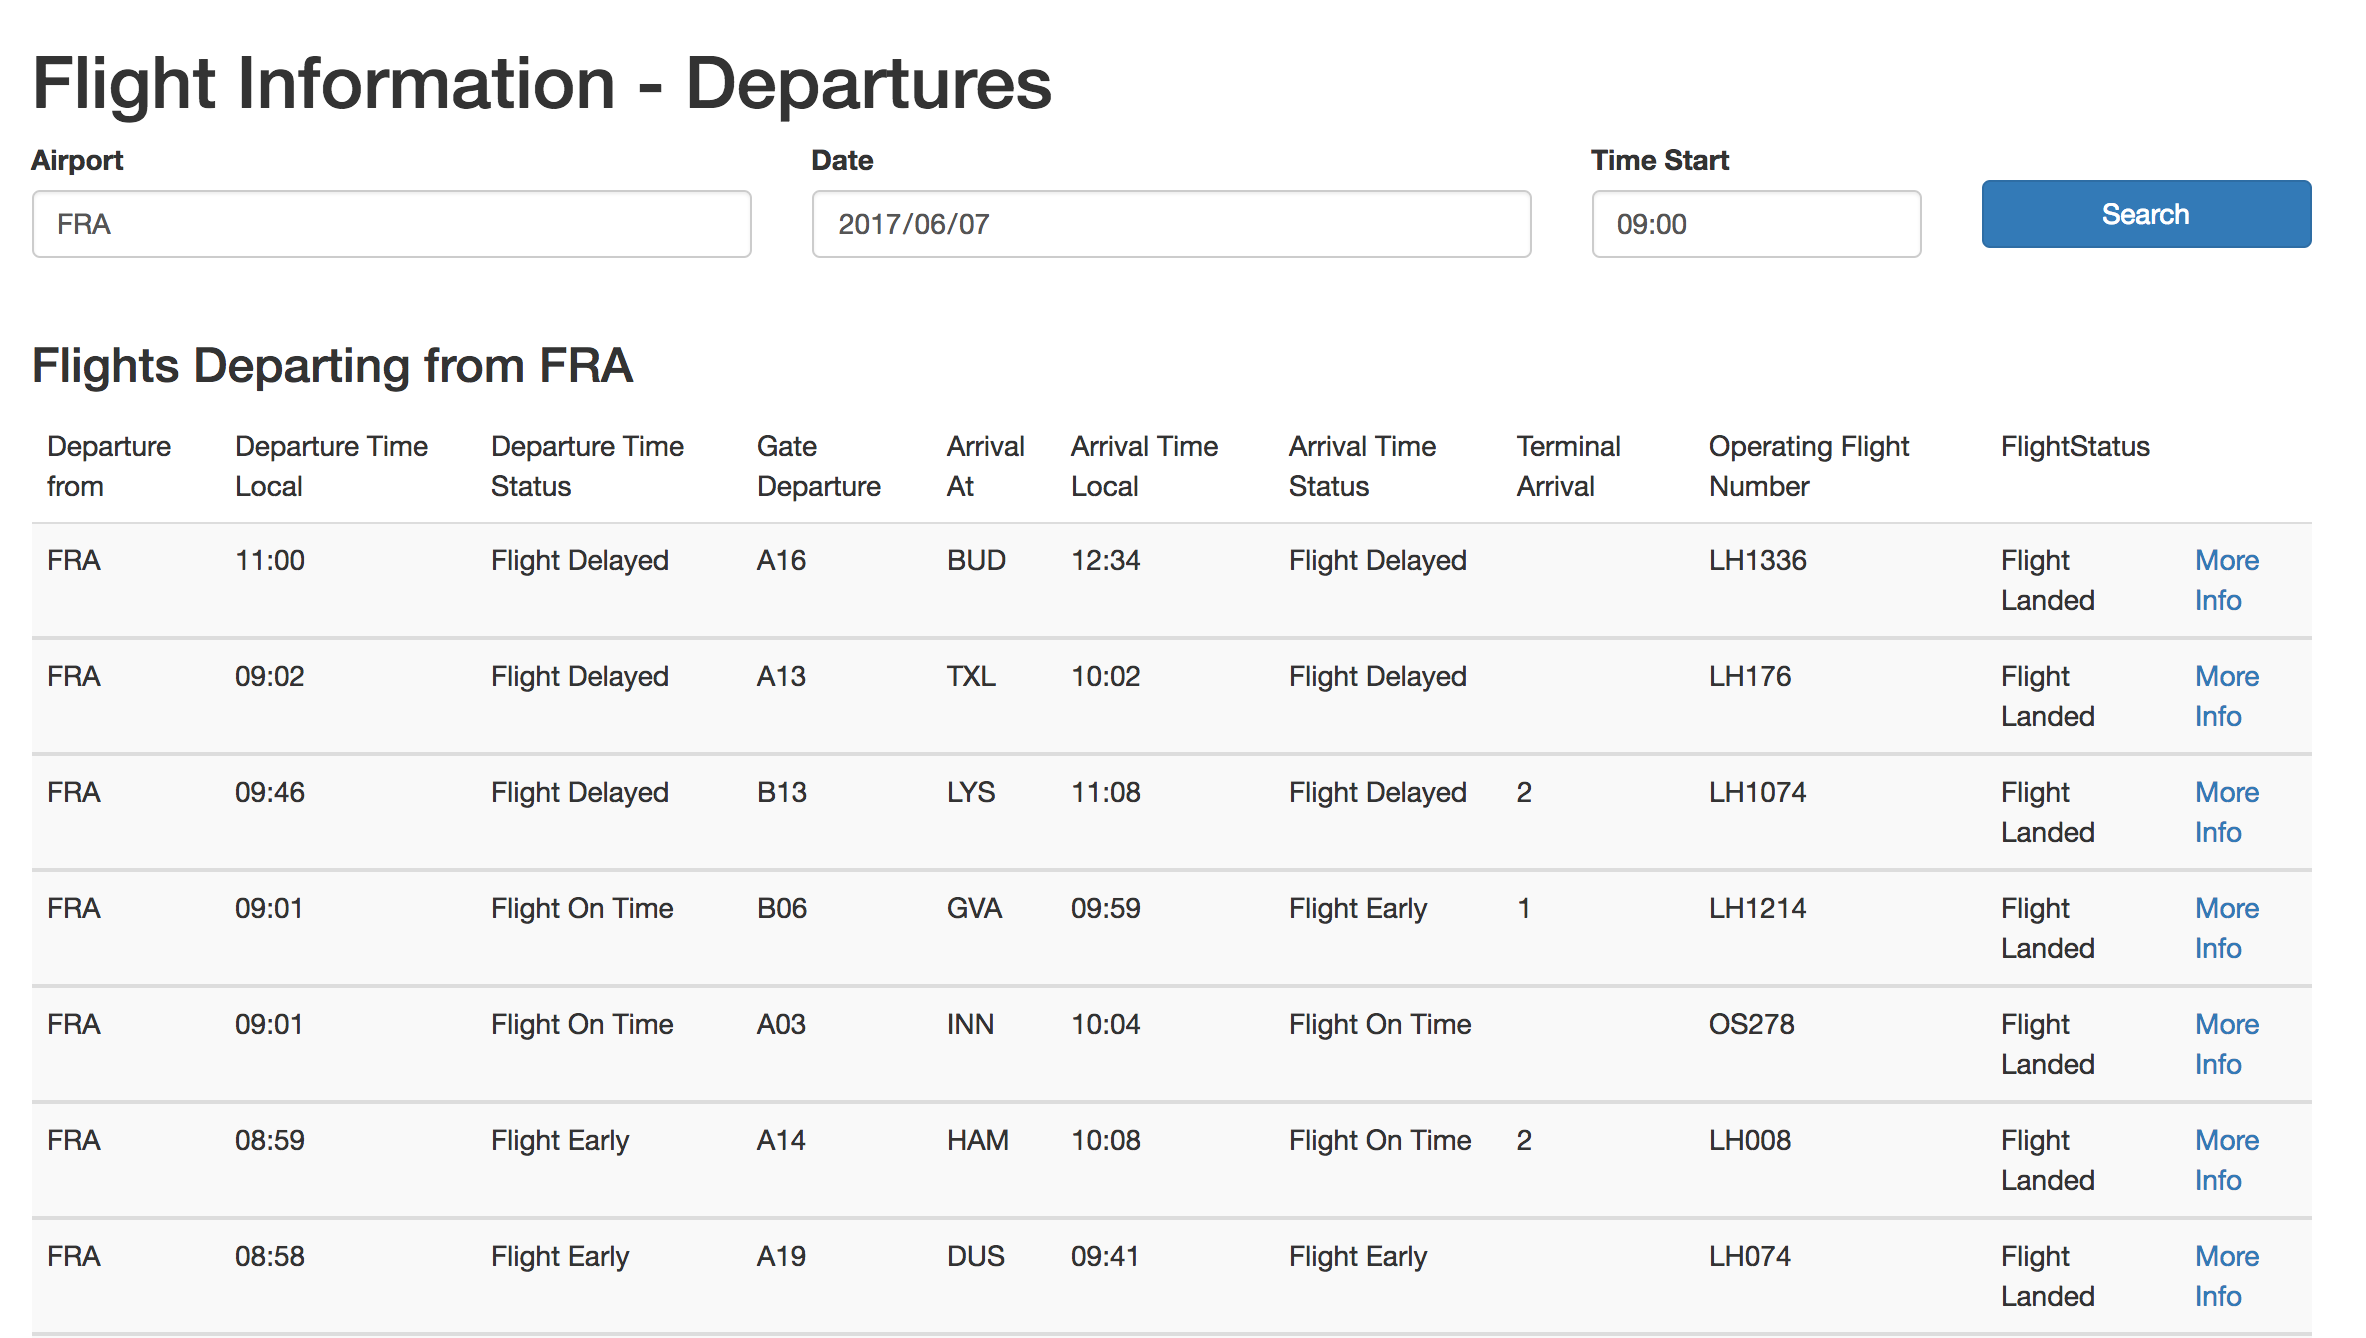 Flight Information - Departures
Airport Date Time Start
FRA 2017/06/07 09:00 Search
Flights Departing from FRA
Departure from Departure Time Local Departure Time Status Gate Departure Arrival At Arrival Time Local Arrival Time Status Terminal Arrival Operating Flight Number FlightStatus
FRA 11:00 Flight Delayed A16 BUD 12:34 Flight Delayed LH1336 Flight Landed More Info
FRA 09:02 Flight Delayed A13 TXL 10:02 Flight Delayed LH176 Flight Landed More Info
FRA 09:46 Flight Delayed B13 LYS 11:08 Flight Delayed 2 LH1074 Flight Landed More Info
FRA 09:01 Flight On Time B06 GVA 09:59 Flight Early 1 LH1214 Flight Landed More Info
FRA 09:01 Flight On Time A03 INN 10:04 Flight On Time OS278 Flight Landed More Info
FRA 08:59 Flight Early A14 HAM 10:08 Flight On Time 2 LH008 Flight Landed More Info
FRA 08:58 Flight Early A19 DUS 09:41 Flight Early LH074 Flight Landed More Info